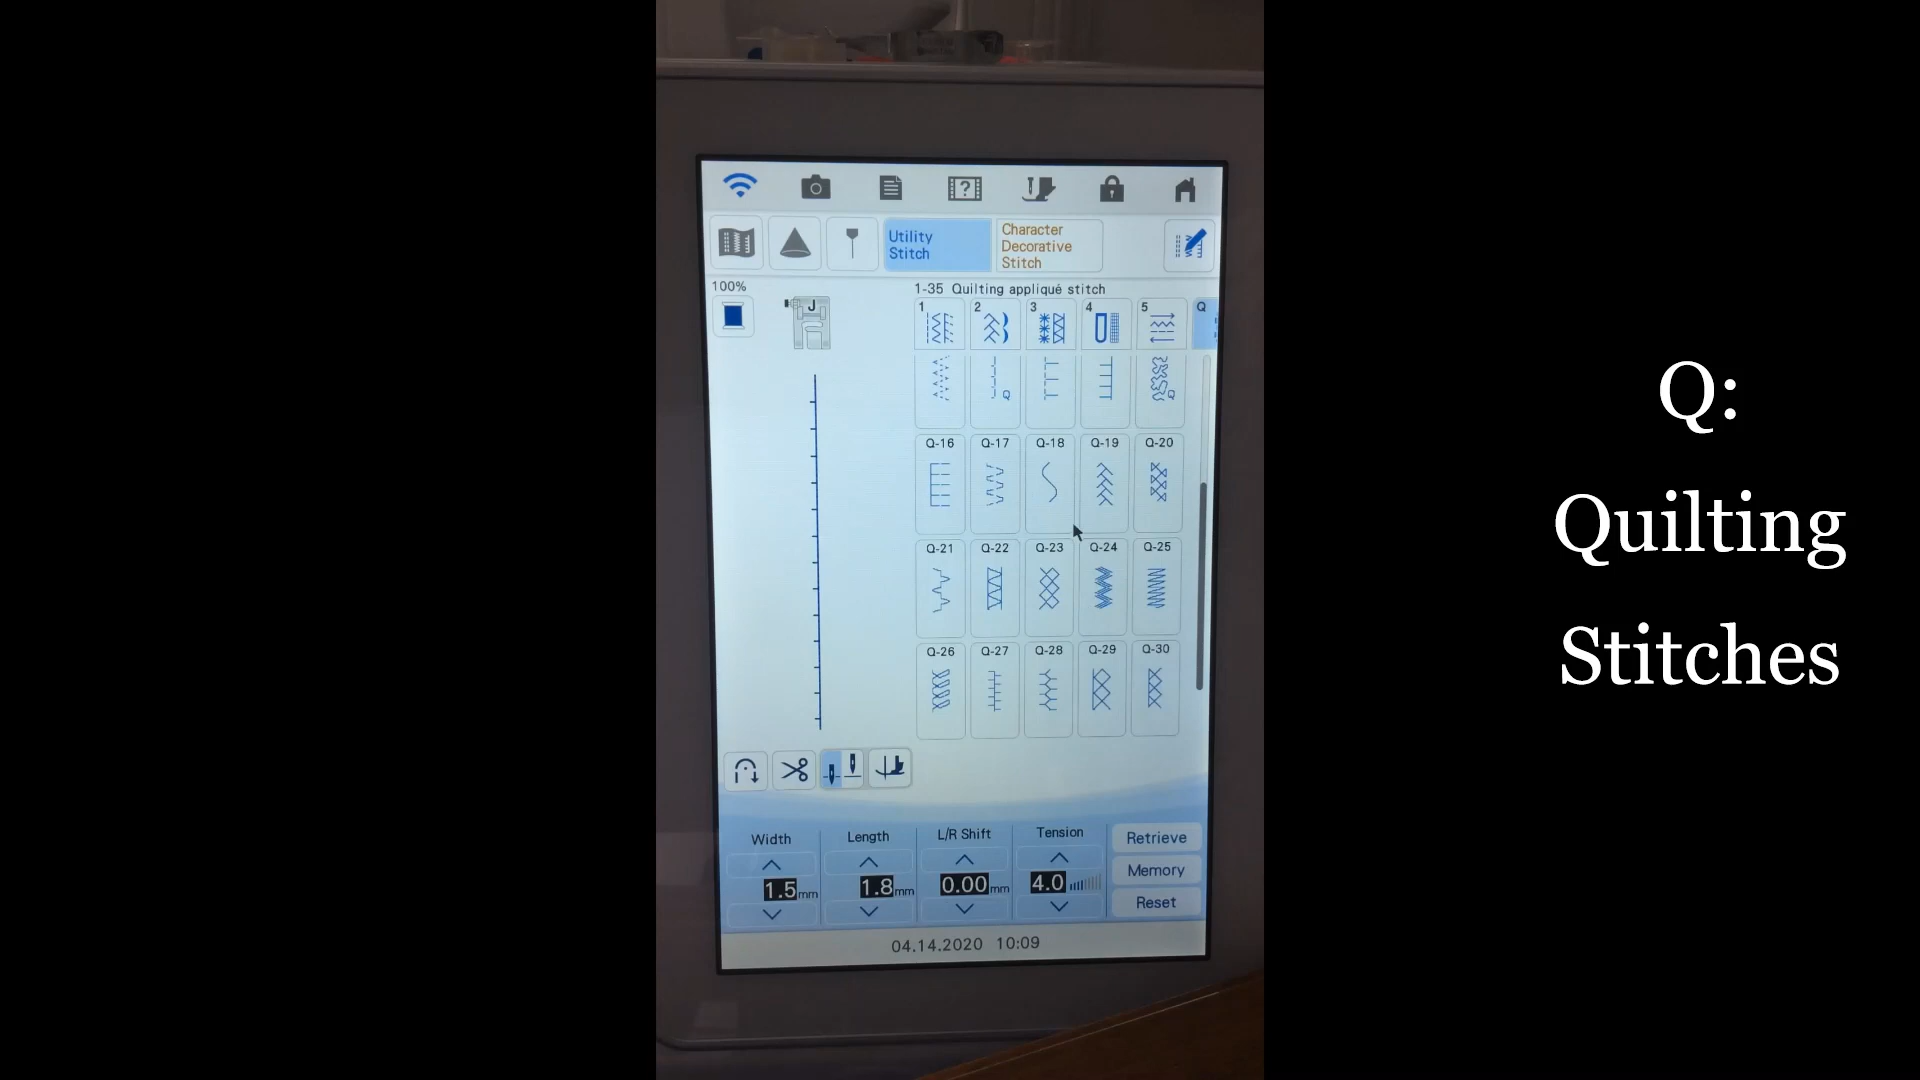 Utility
Stitch
Character
Decorative
Stitch
100%
J
1-35 Quilting appliqué stitch
1 2 3 4 5 Q
Q-16 Q-17 Q-18 Q-19 Q-20
Q-21 Q-22 Q-23 Q-24 Q-25
Q-26 Q-27 Q-28 Q-29 Q-30
Width Length L/R Shift Tension
1.5mm 1.8mm 0.00mm 4.0
Retrieve
Memory
Reset
04.14.2020 10:09
Q:
Quilting
Stitches